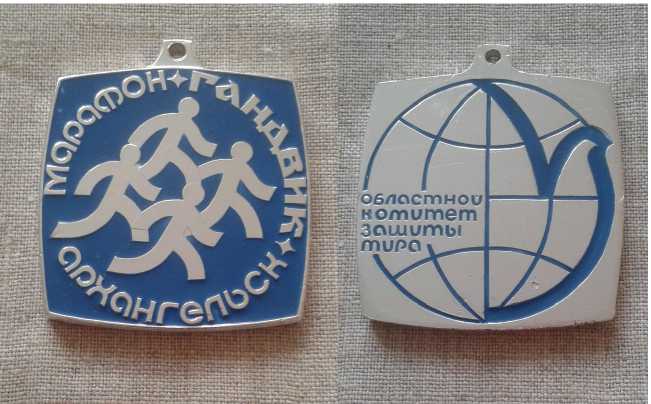 марафон ГАНДВИК
архангельск
областной
комитет
защиты
мира